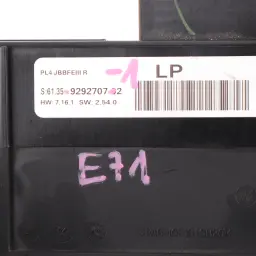 PL4 JBBFEIII R
-1 LP
S:61.35- 9292707-02
HW: 7.16.1 SW: 2.54.0
E71